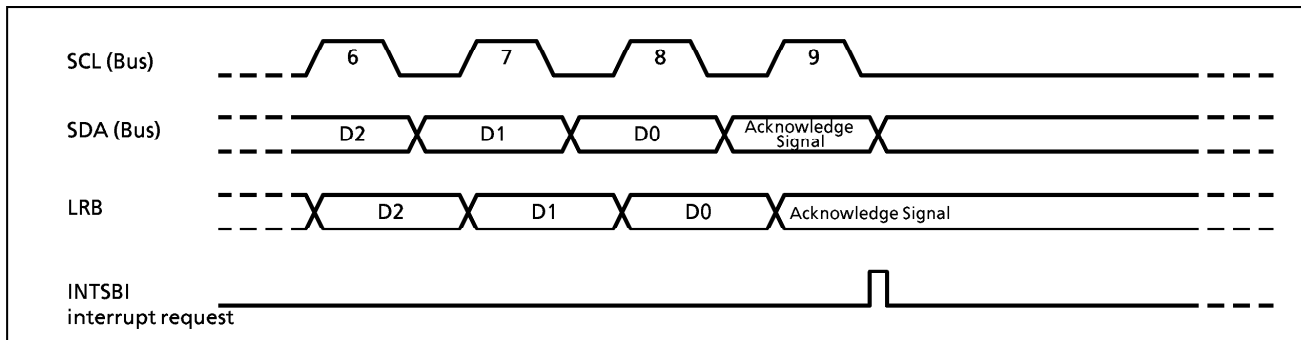 SCL (Bus)
6 7 8 9
SDA (Bus)
D2 D1 D0 Acknowledge
Signal
LRB
D2 D1 D0 Acknowledge Signal
INTSBI
interrupt request